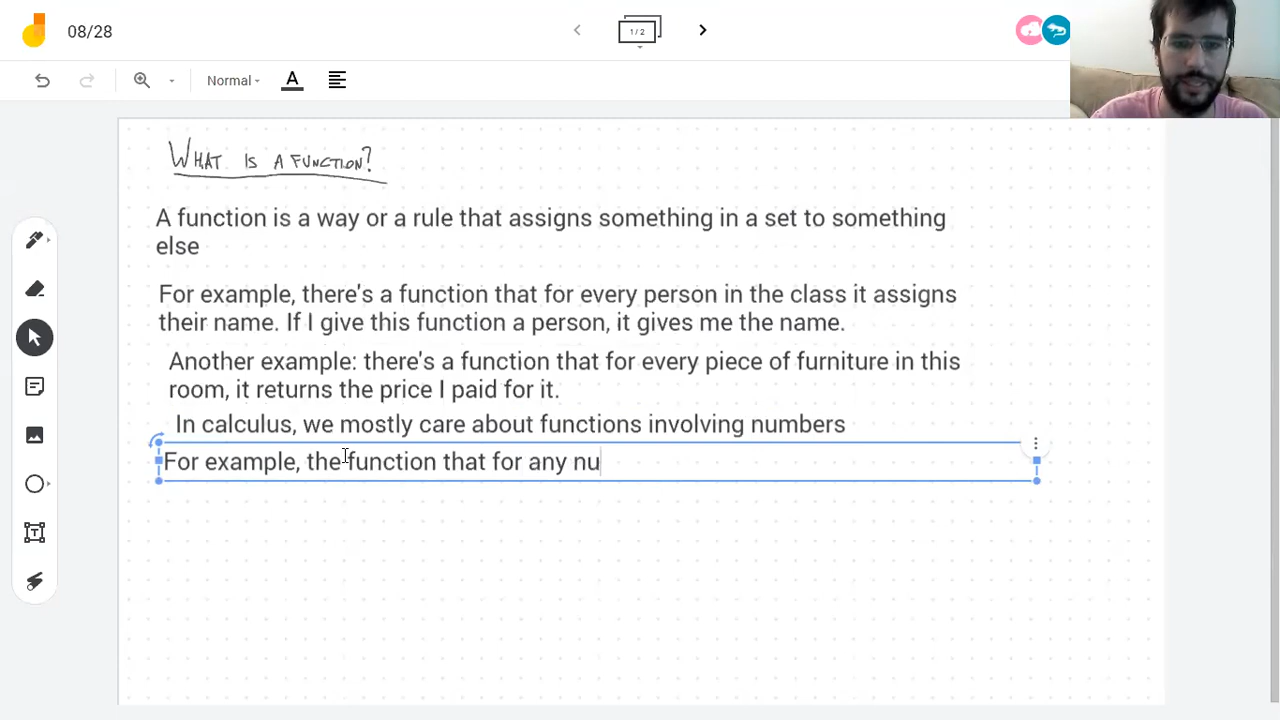 08/28
1 / 2
Normal
WHAT IS A FUNCTION?
A function is a way or a rule that assigns something in a set to something
else
For example, there's a function that for every person in the class it assigns
their name. If I give this function a person, it gives me the name.
Another example: there's a function that for every piece of furniture in this
room, it returns the price I paid for it.
In calculus, we mostly care about functions involving numbers
For example, the function that for any nu